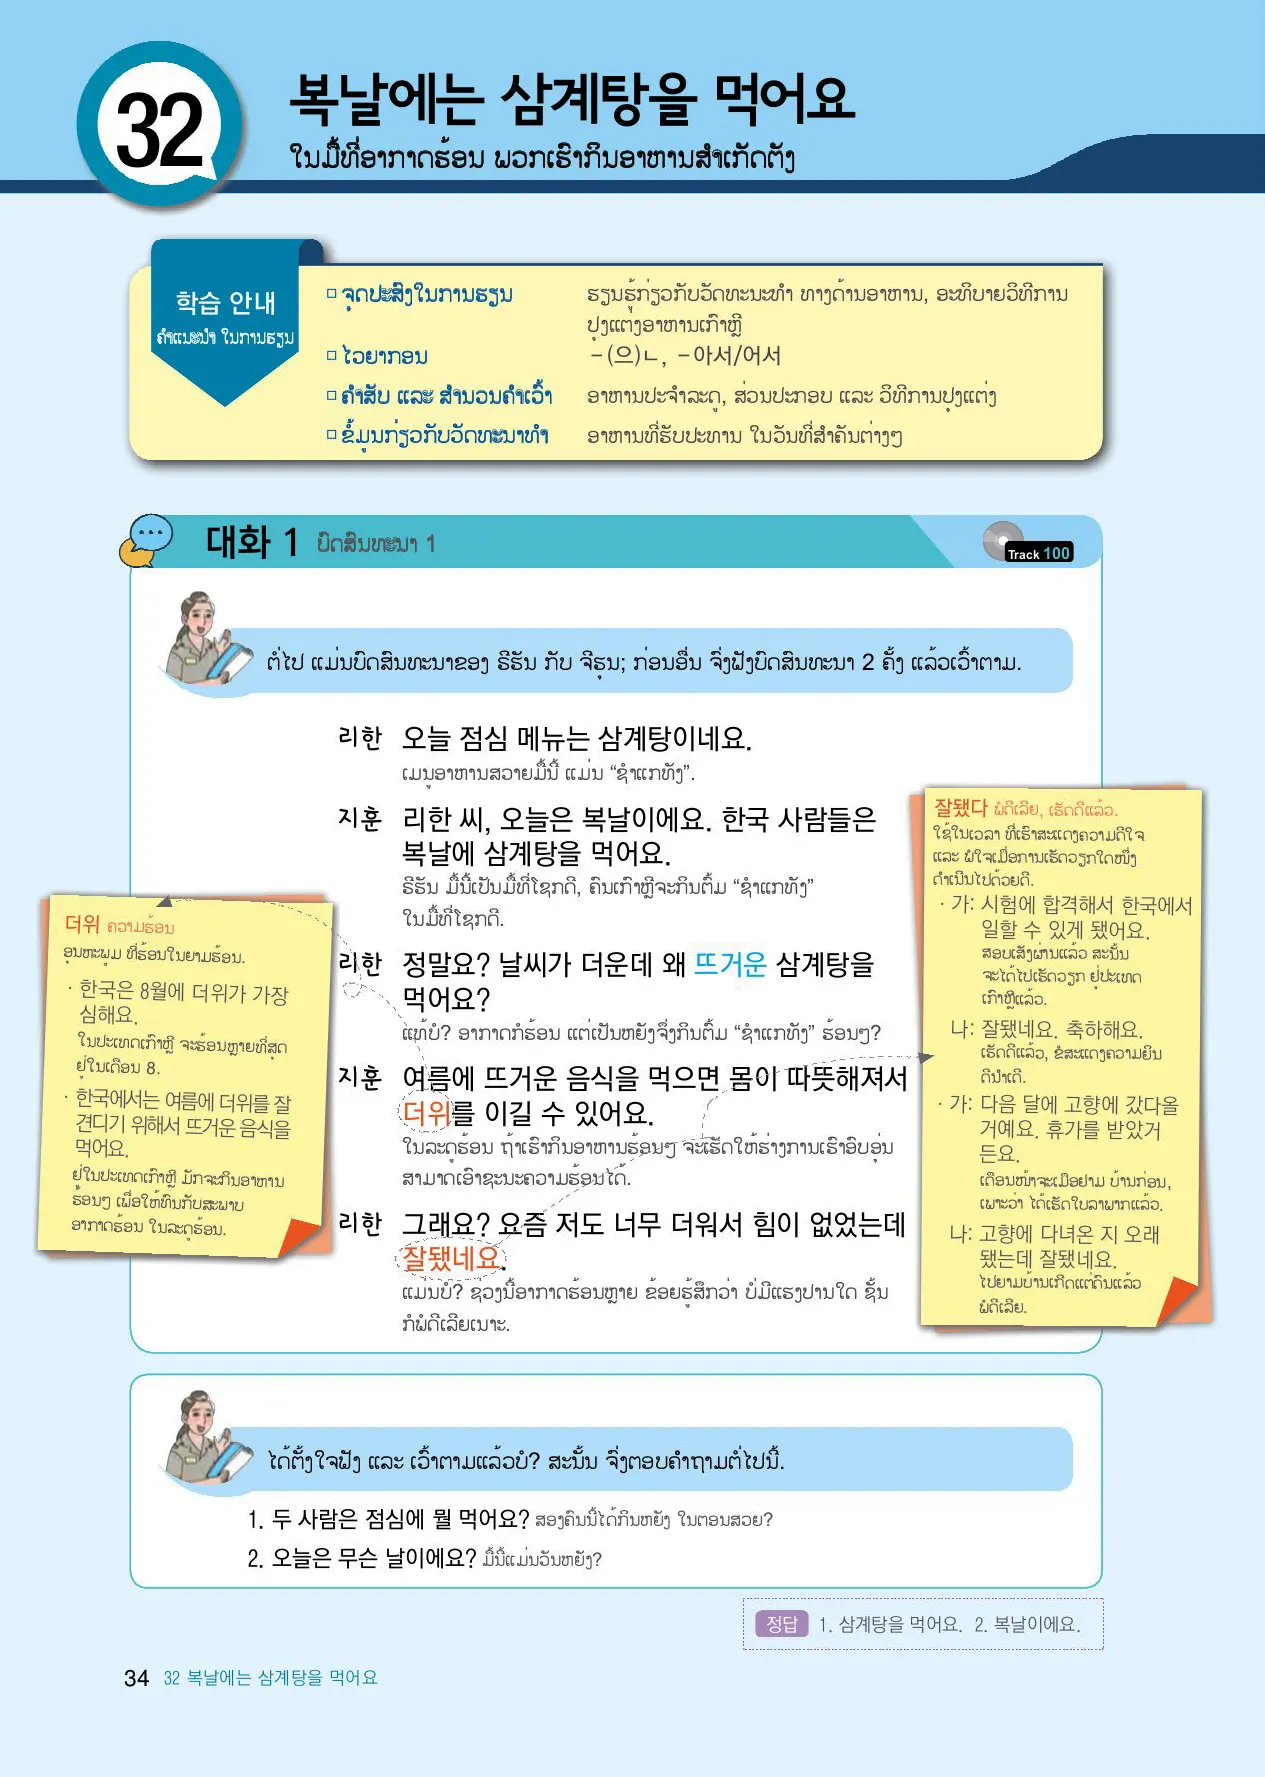 32
복날에는 삼계탕을 먹어요
ໃນມື້ທີ່ອາກາດຮ້ອນ ພວກເຮົາກິນອາຫານສຳເກັດຕັງ
학습 안내
ຄຳແນະນຳ ໃນການຮຽນ
□ ຈຸດປະສົງໃນການຮຽນ ຮຽນຮູ້ກ່ຽວກັບວັດທະນະທຳ ທາງດ້ານອາຫານ, ອະທິບາຍວິທີການ
ປຸງແຕງອາຫານເກົາຫຼີ
□ ໄວຍາກອນ －(으)ㄴ, －아서/어서
□ ຄຳສັບ ແລະ ສຳນວນຄຳເວົ້າ ອາຫານປະຈຳລະດູ, ສ່ວນປະກອບ ແລະ ວິທີການປຸງແຕ່ງ
□ ຂໍ້ມູນກ່ຽວກັບວັດທະນາທຳ ອາຫານທີ່ຮັບປະທານ ໃນວັນທີ່ສຳຄັນຕ່າງໆ
대화 1 ບົດສົນທະນາ 1
Track 100
ຕໍ່ໄປ ແມ່ນບົດສົນທະນາຂອງ ຣີຮັນ ກັບ ຈີຮຸນ; ກ່ອນອື່ນ ຈົ່ງຟັງບົດສົນທະນາ 2 ຄັ້ງ ແລ້ວເວົ້າຕາມ.
리한 오늘 점심 메뉴는 삼계탕이네요.
ເມນູອາຫານສວາຍມື້ນີ້ ແມ່ນ “ຊຳແກທັງ”.
지훈 리한 씨, 오늘은 복날이에요. 한국 사람들은
복날에 삼계탕을 먹어요.
ຣີຮັນ ມື້ນີ້ເປັນມື້ທີ່ໂຊກດີ, ຄົນເກົາຫຼີຈະກິນຕົ້ມ “ຊຳແກທັງ”
ໃນມື້ທີ່ໂຊກດີ.
리한 정말요? 날씨가 더운데 왜 뜨거운 삼계탕을
먹어요?
ແທ້ບໍ? ອາກາດກໍຮ້ອນ ແຕ່ເປັນຫຍັງຈຶ່ງກິນຕົ້ມ “ຊຳແກທັງ” ຮ້ອນໆ?
지훈 여름에 뜨거운 음식을 먹으면 몸이 따뜻해져서
더위를 이길 수 있어요.
ໃນລະດູຮ້ອນ ຖ້າເຮົາກິນອາຫານຮ້ອນໆ ຈະເຮັດໃຫ້ຮ່າງການເຮົາອົບອຸ່ນ
ສາມາດເອົາຊະນະຄວາມຮ້ອນໄດ້.
리한 그래요? 요즘 저도 너무 더워서 힘이 없었는데
잘됐네요.
ແມ່ນບໍ? ຊ່ວງນີ້ອາກາດຮ້ອນຫຼາຍ ຂ້ອຍຮູ້ສຶກວ່າ ບໍ່ມີແຮງປານໃດ ຊັ້ນ
ກໍພໍດີເລີຍເນາະ.
더위 ຄວາມຮ້ອນ
ອຸນຫະພູມ ທີ່ຮ້ອນໃນຍາມຮ້ອນ.
· 한국은 8월에 더위가 가장
심해요.
ໃນປະເທດເກົາຫຼີ ຈະຮ້ອນຫຼາຍທີ່ສຸດ
ຢູ່ໃນເດືອນ 8.
· 한국에서는 여름에 더위를 잘
견디기 위해서 뜨거운 음식을
먹어요.
ຢູ່ໃນປະເທດເກົາຫຼີ ມັກຈະກິນອາຫານ
ຮ້ອນໆ ເພື່ອໃຫ້ທົນກັບສະພາບ
ອາກາດຮ້ອນ ໃນລະດູຮ້ອນ.
잘됐다 ພໍດີເລີຍ, ເຮັດດີແລ້ວ.
ໃຊ້ໃນເວລາ ທີ່ເຮົາສະແດງຄວາມດີໃຈ
ແລະ ພໍໃຈເມື່ອການເຮັດວຽກໃດໜຶ່ງ
ດຳເນີນໄປດ້ວຍດີ.
· 가: 시험에 합격해서 한국에서
일할 수 있게 됐어요.
ສອບເສັງຜ່ານແລ້ວ ສະນັ້ນ
ຈະໄດ້ໄປເຮັດວຽກ ຢູ່ປະເທດ
ເກົາຫຼີແລ້ວ.
나: 잘됐네요. 축하해요.
ເຮັດດີແລ້ວ, ຂໍສະແດງຄວາມຍິນ
ດີນຳເດີ.
· 가: 다음 달에 고향에 갔다올
거예요. 휴가를 받았거
든요.
ເດືອນໜ້າຈະເມືອຢາມ ບ້ານກ່ອນ,
ເພາະວ່າ ໄດ້ເຮັດໃບລາພາກແລ້ວ.
나: 고향에 다녀온 지 오래
됐는데 잘됐네요.
ໄປຍາມບ້ານເກີດແຕ່ດົນແລ້ວ
ພໍດີເລີຍ.
ໄດ້ຕັ້ງໃຈຟັງ ແລະ ເວົ້າຕາມແລ້ວບໍ? ສະນັ້ນ ຈົ່ງຕອບຄຳຖາມຕໍ່ໄປນີ້.
1. 두 사람은 점심에 뭘 먹어요? ສອງຄົນນີ້ໄດ້ກິນຫຍັງ ໃນຕອນສວຍ?
2. 오늘은 무슨 날이에요? ມື້ນີ້ແມ່ນວັນຫຍັງ?
정답 1. 삼계탕을 먹어요. 2. 복날이에요.
34 32 복날에는 삼계탕을 먹어요